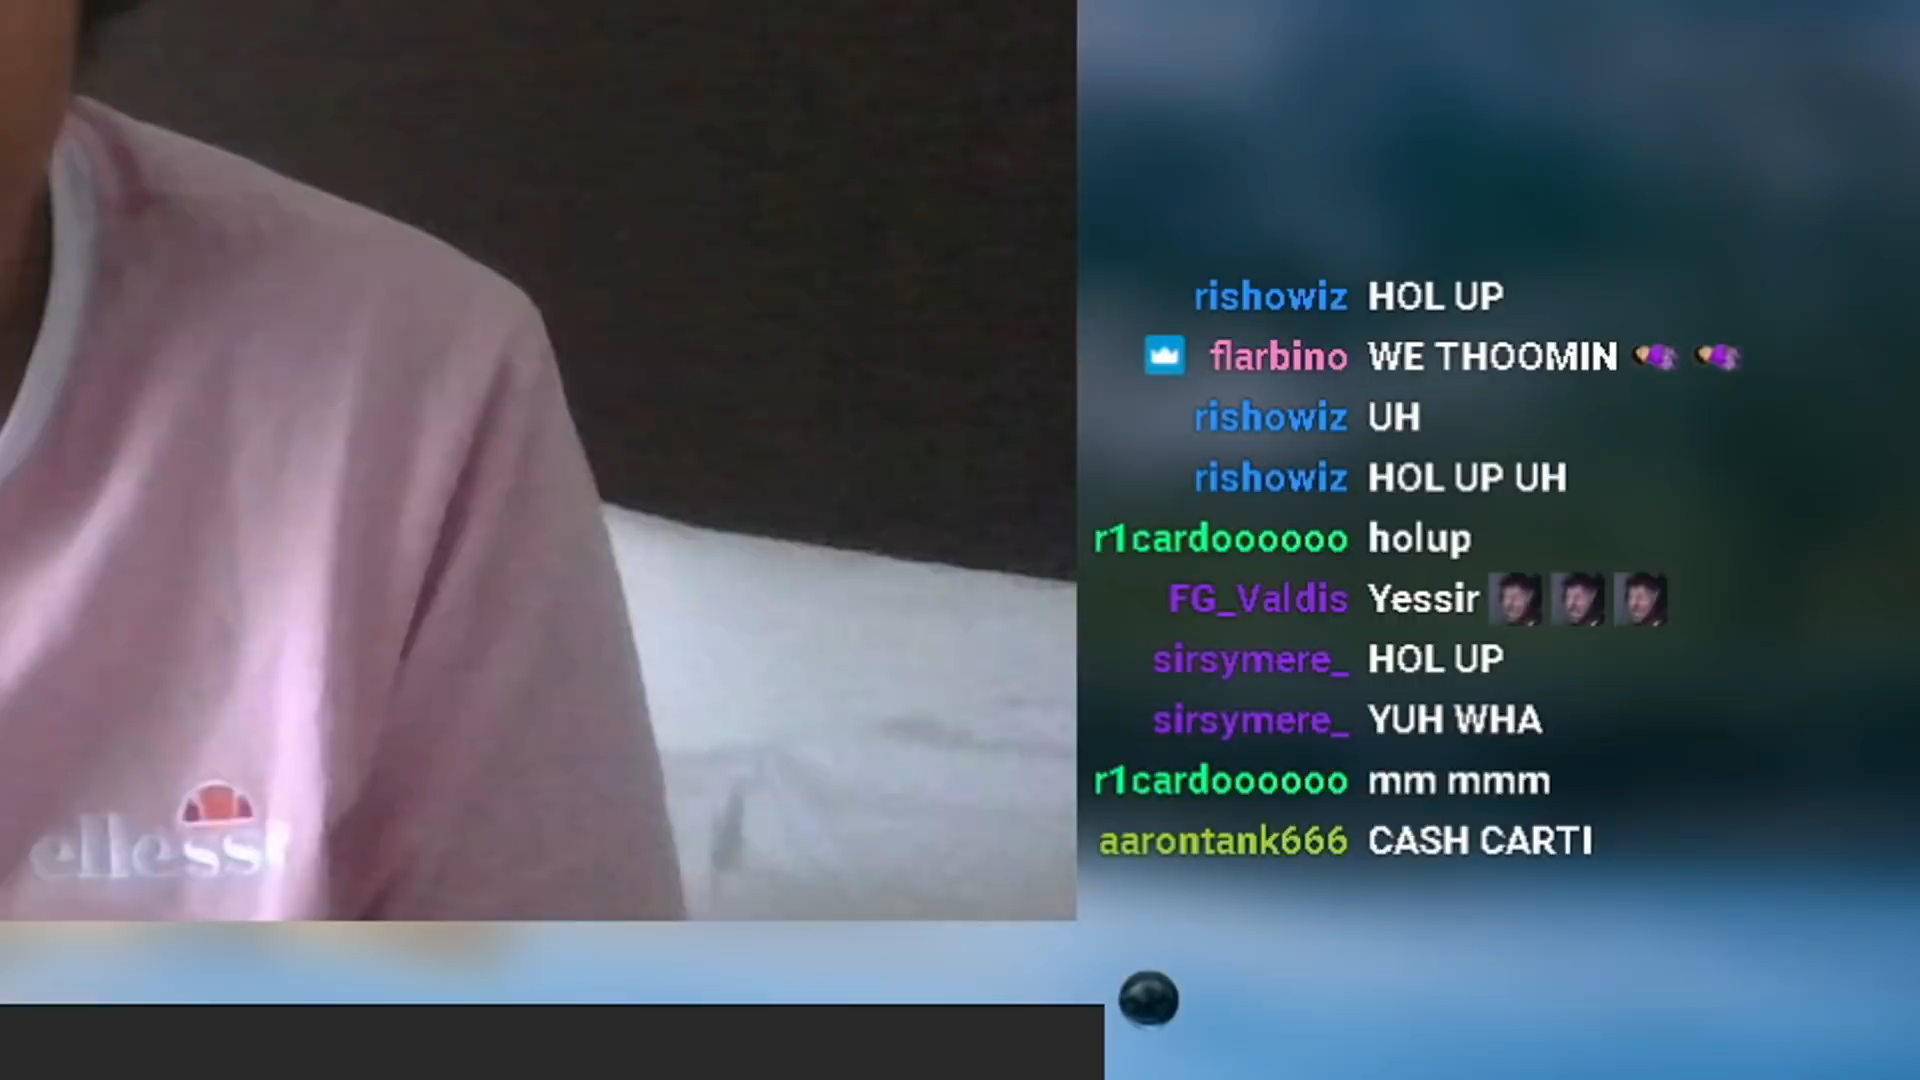 rishowiz HOL UP
flarbino WE THOOMIN
rishowiz UH
rishowiz HOL UP UH
r1cardoooooo holup
FG_Valdis Yessir
sirsymere_ HOL UP
sirsymere_ YUH WHA
r1cardoooooo mm mmm
aarontank666 CASH CARTI
ellesse